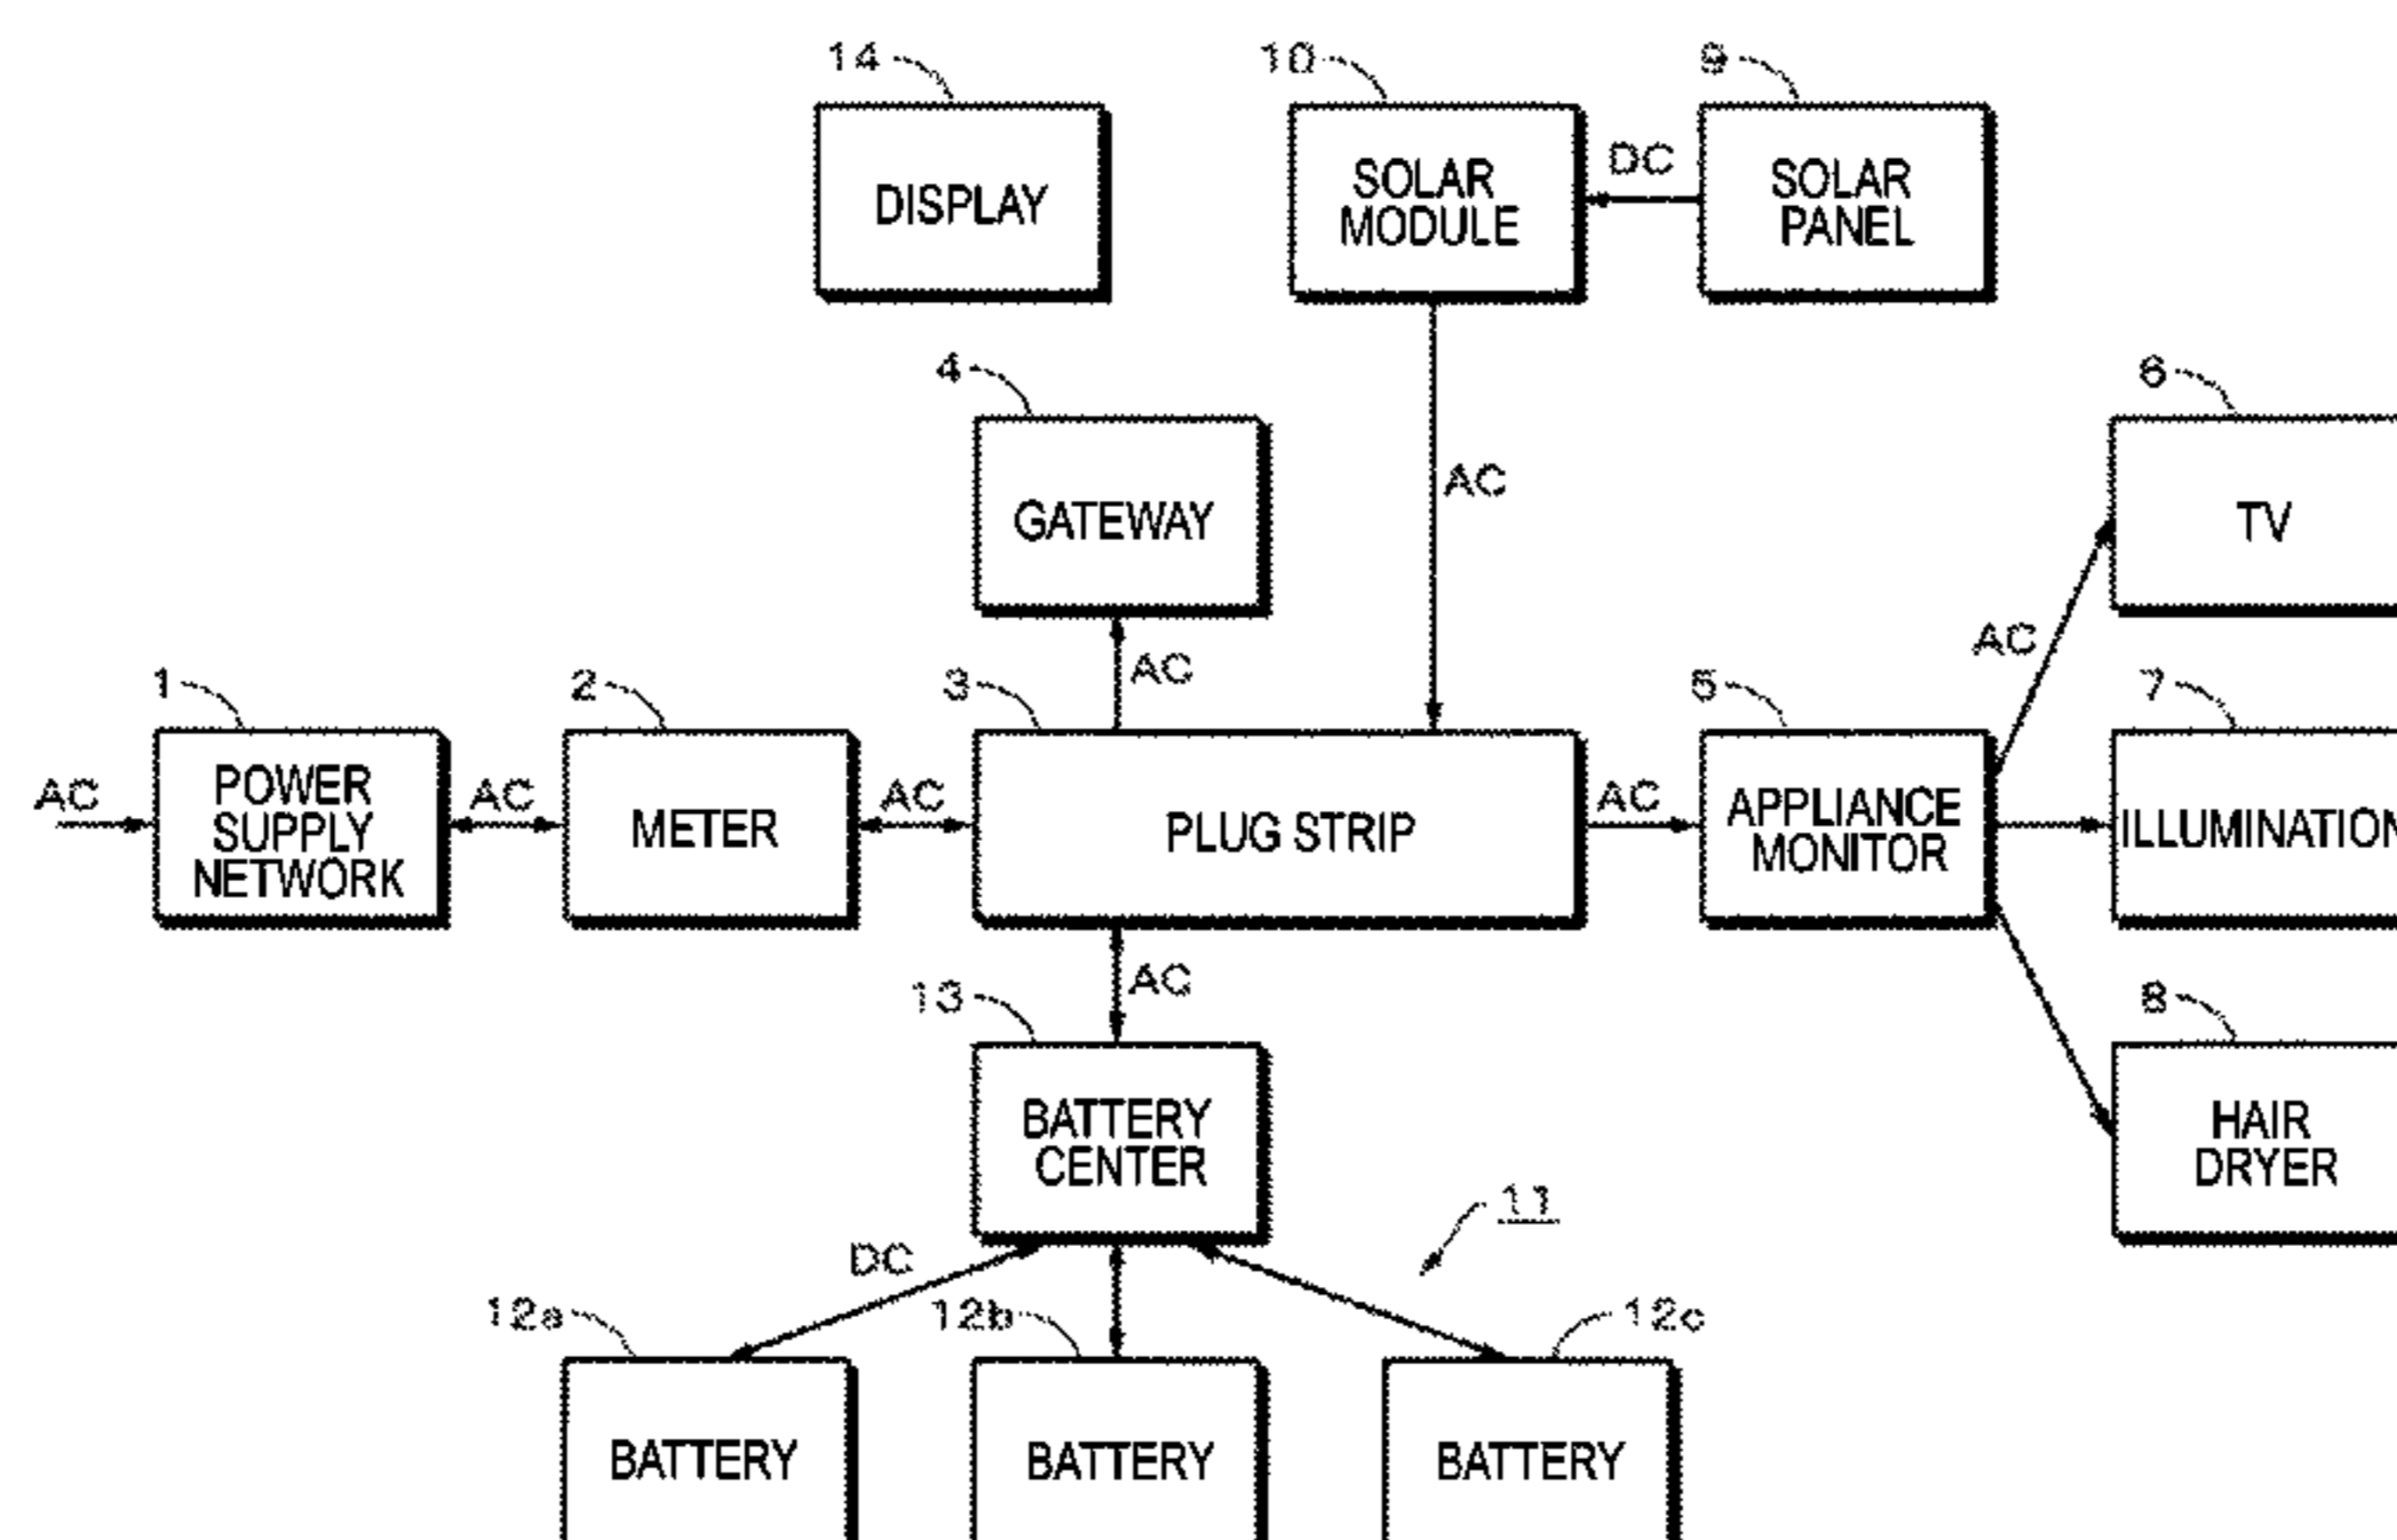 14
10
9
DISPLAY
SOLAR
MODULE
DC
SOLAR
PANEL
4
6
GATEWAY
AC
TV
AC
AC
1
2
3
5
7
AC
POWER
SUPPLY
NETWORK
AC
METER
AC
PLUG STRIP
AC
APPLIANCE
MONITOR
ILLUMINATION
AC
13
8
BATTERY
CENTER
HAIR
DRYER
11
DC
12a
12b
12c
BATTERY
BATTERY
BATTERY